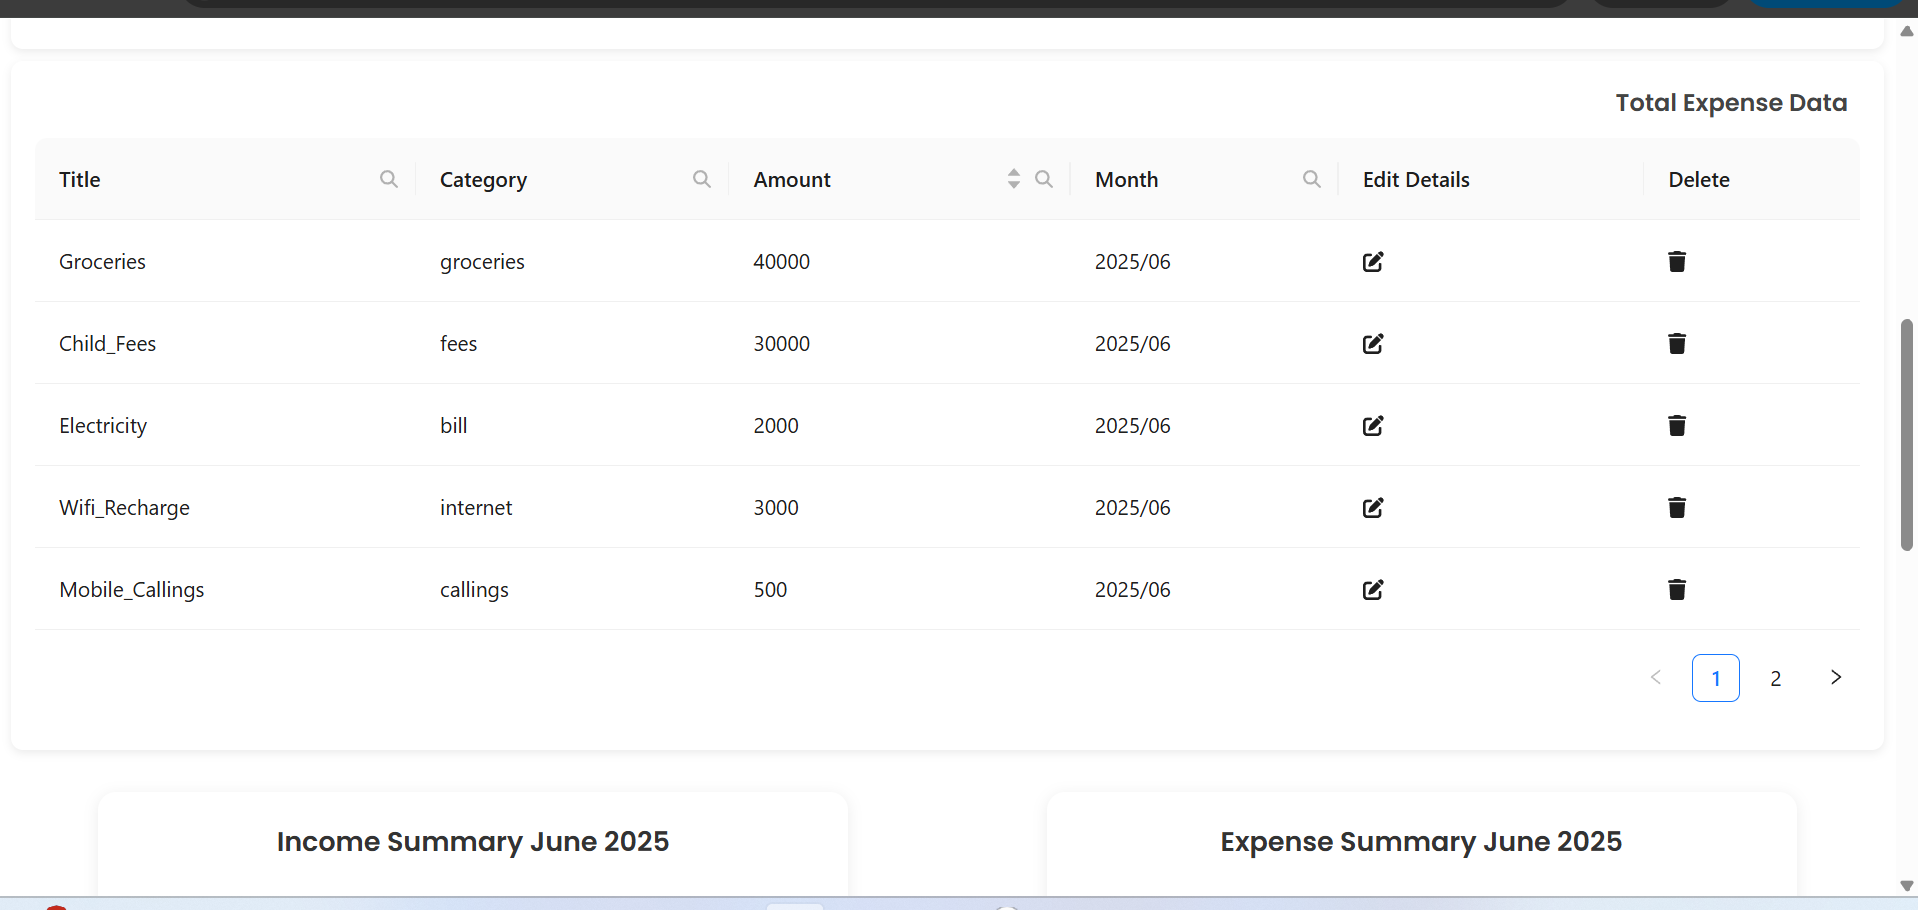 Total Expense Data
Title Category Amount Month Edit Details Delete
Groceries groceries 40000 2025/06
Child_Fees fees 30000 2025/06
Electricity bill 2000 2025/06
Wifi_Recharge internet 3000 2025/06
Mobile_Callings callings 500 2025/06
1 2
Income Summary June 2025 Expense Summary June 2025